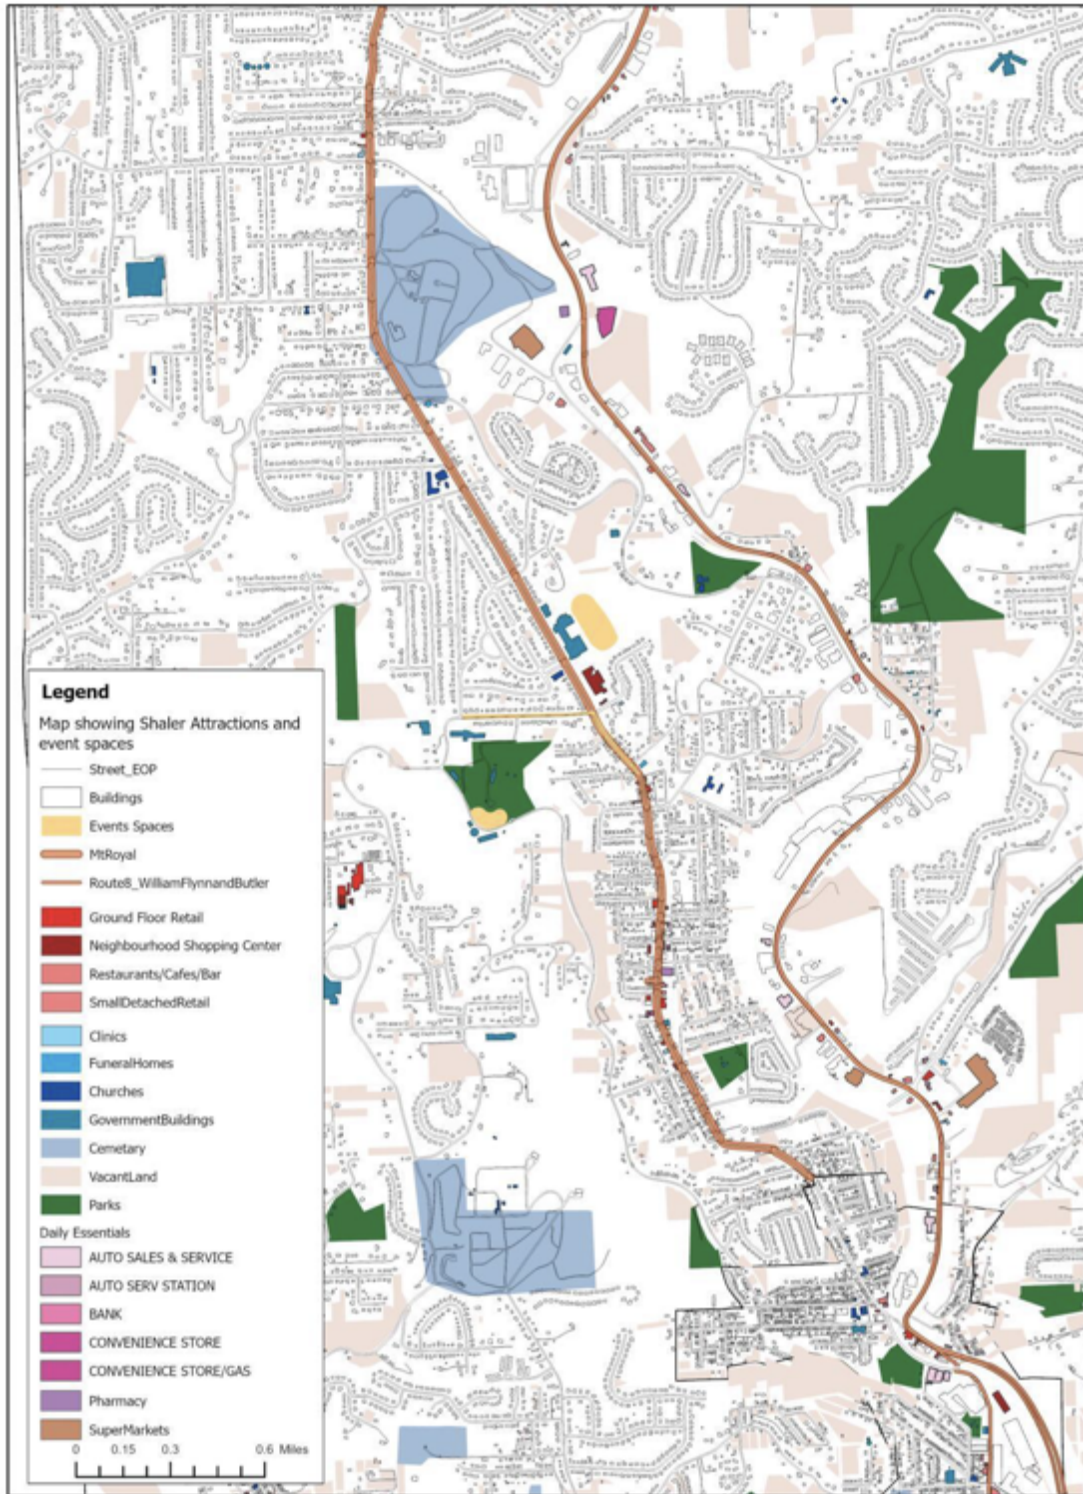 Legend
Map showing Shaler Attractions and
event spaces
Street_EOP
Buildings
Events Spaces
MtRoyal
Route8_WilliamFlynnandButler
Ground Floor Retail
Neighbourhood Shopping Center
Restaurants/Cafes/Bar
SmallDetachedRetail
Clinics
FuneralHomes
Churches
GovernmentBuildings
Cemetary
VacantLand
Parks
Daily Essentials
AUTO SALES & SERVICE
AUTO SERV STATION
BANK
CONVENIENCE STORE
CONVENIENCE STORE/GAS
Pharmacy
SuperMarkets
0 0.15 0.3 0.6 Miles